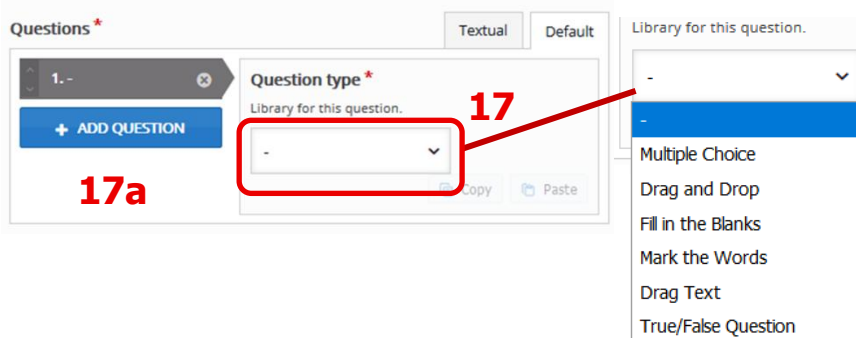 Questions *
Textual
Default
1. -
+ ADD QUESTION
17a
Question type *
Library for this question.
17
-
Copy
Paste
Library for this question.
-
-
Multiple Choice
Drag and Drop
Fill in the Blanks
Mark the Words
Drag Text
True/False Question